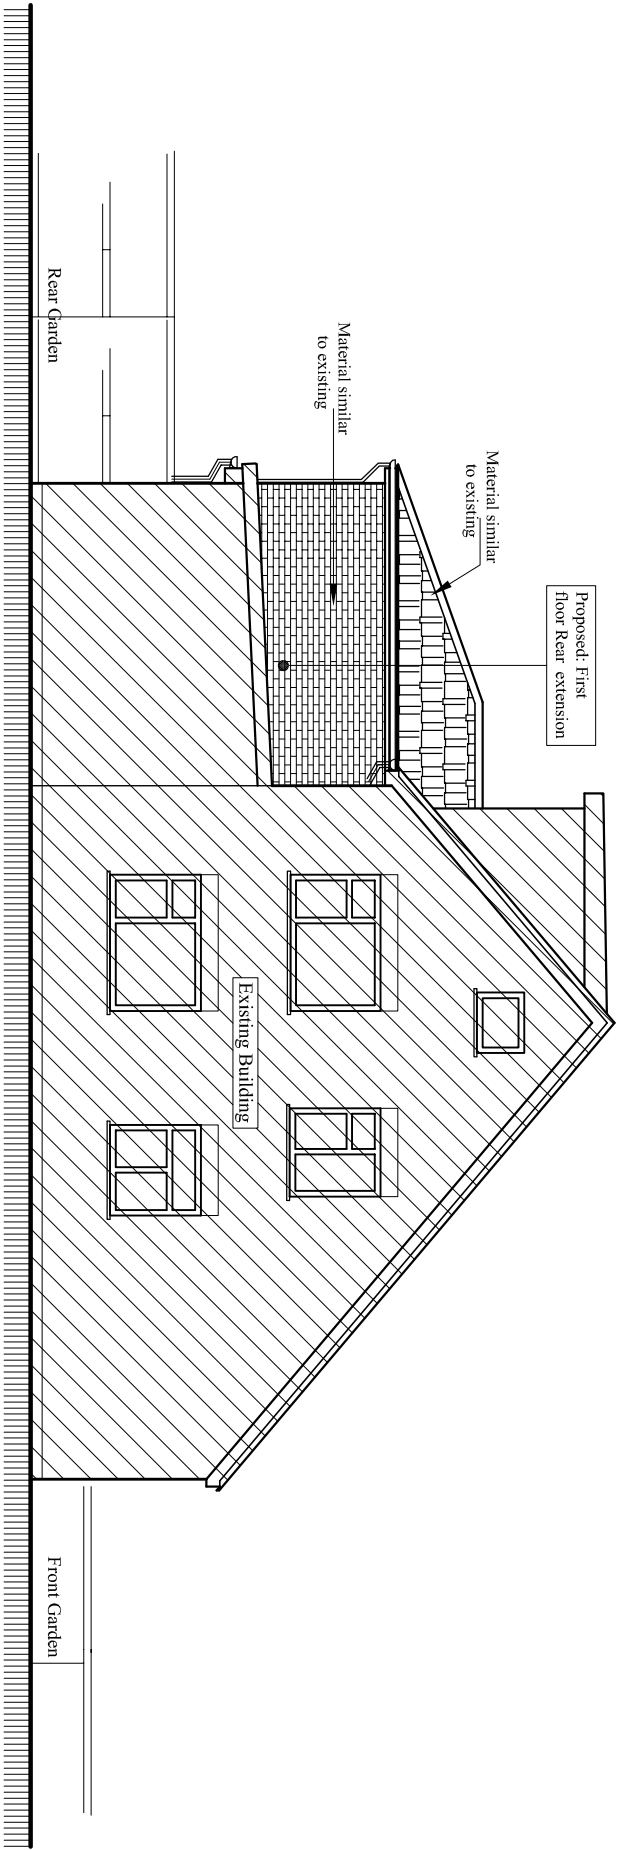 Proposed: First
floor Rear extension
Material similar
to existing
Material similar
to existing
Existing Building
Rear Garden
Front Garden